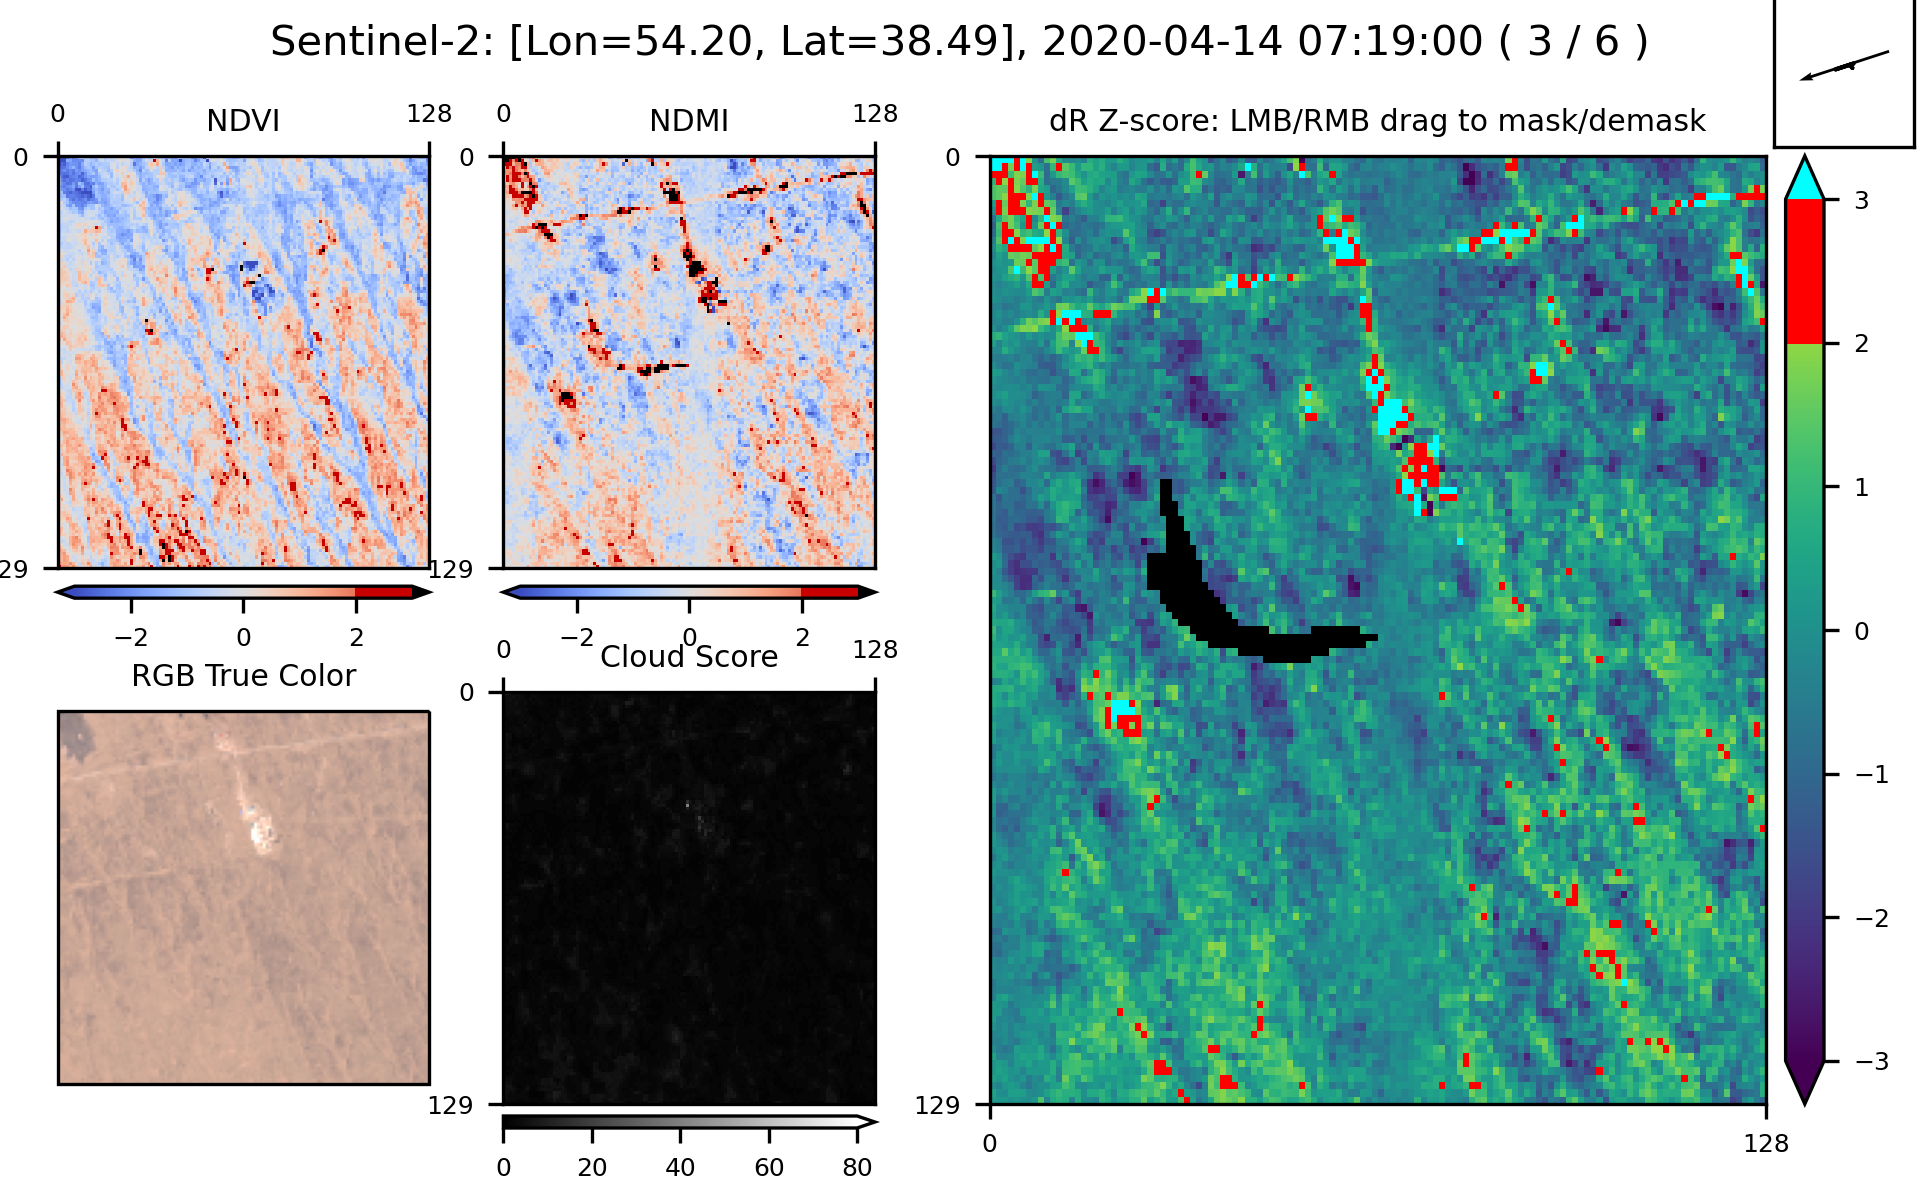 Sentinel-2: [Lon=54.20, Lat=38.49], 2020-04-14 07:19:00 ( 3 / 6 )
0 NDVI 128
0 NDMI 128
dR Z-score: LMB/RMB drag to mask/demask
0
0
0
29
129
−2 0 2
−2 0 2
3
2
1
0
−1
−2
−3
RGB True Color
0 Cloud Score 128
0
129
0 20 40 60 80
129
0 128